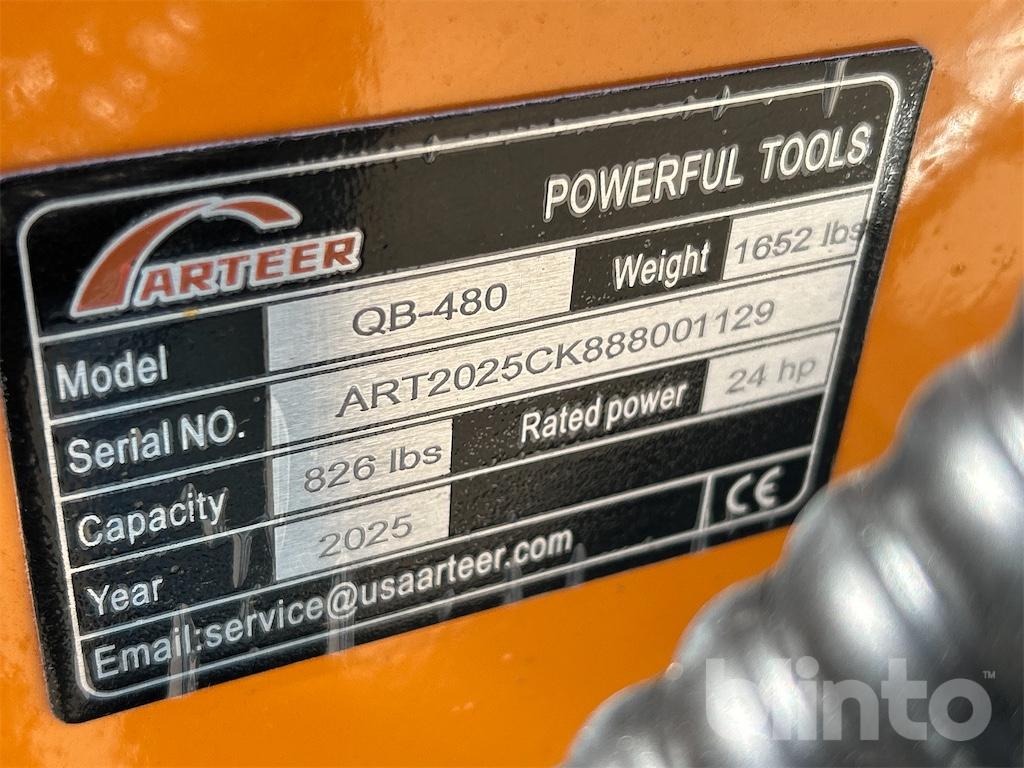 ARTEER POWERFUL TOOLS
Model QB-480 Weight 1652 lbs
Serial NO. ART2025CK888001129
Capacity 826 lbs Rated power 24 hp
Year 2025
Email:service@usaarteer.com CE
blinto™